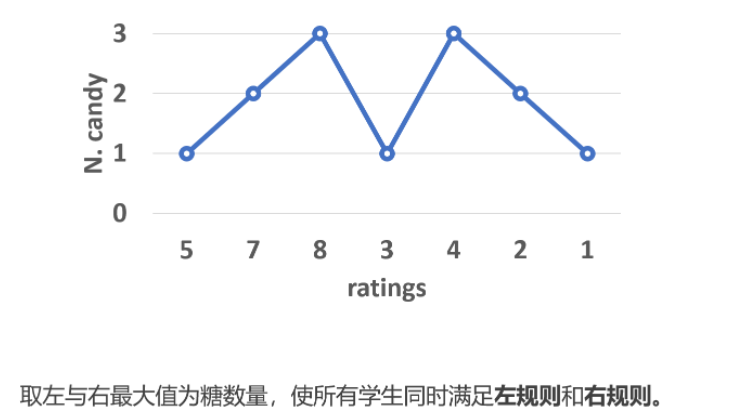 3
2
1
0
N. candy
5 7 8 3 4 2 1
ratings
取左与右最大值为糖数量，使所有学生同时满足左规则和右规则。